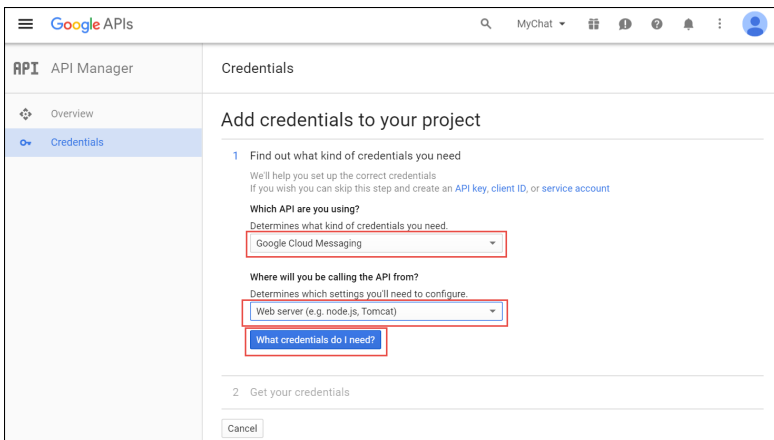 Google APIs
MyChat
API API Manager
Credentials
Overview
Credentials
Add credentials to your project
1 Find out what kind of credentials you need
We'll help you set up the correct credentials
If you wish you can skip this step and create an API key, client ID, or service account
Which API are you using?
Determines what kind of credentials you need.
Google Cloud Messaging
Where will you be calling the API from?
Determines which settings you'll need to configure.
Web server (e.g. node.js, Tomcat)
What credentials do I need?
2 Get your credentials
Cancel